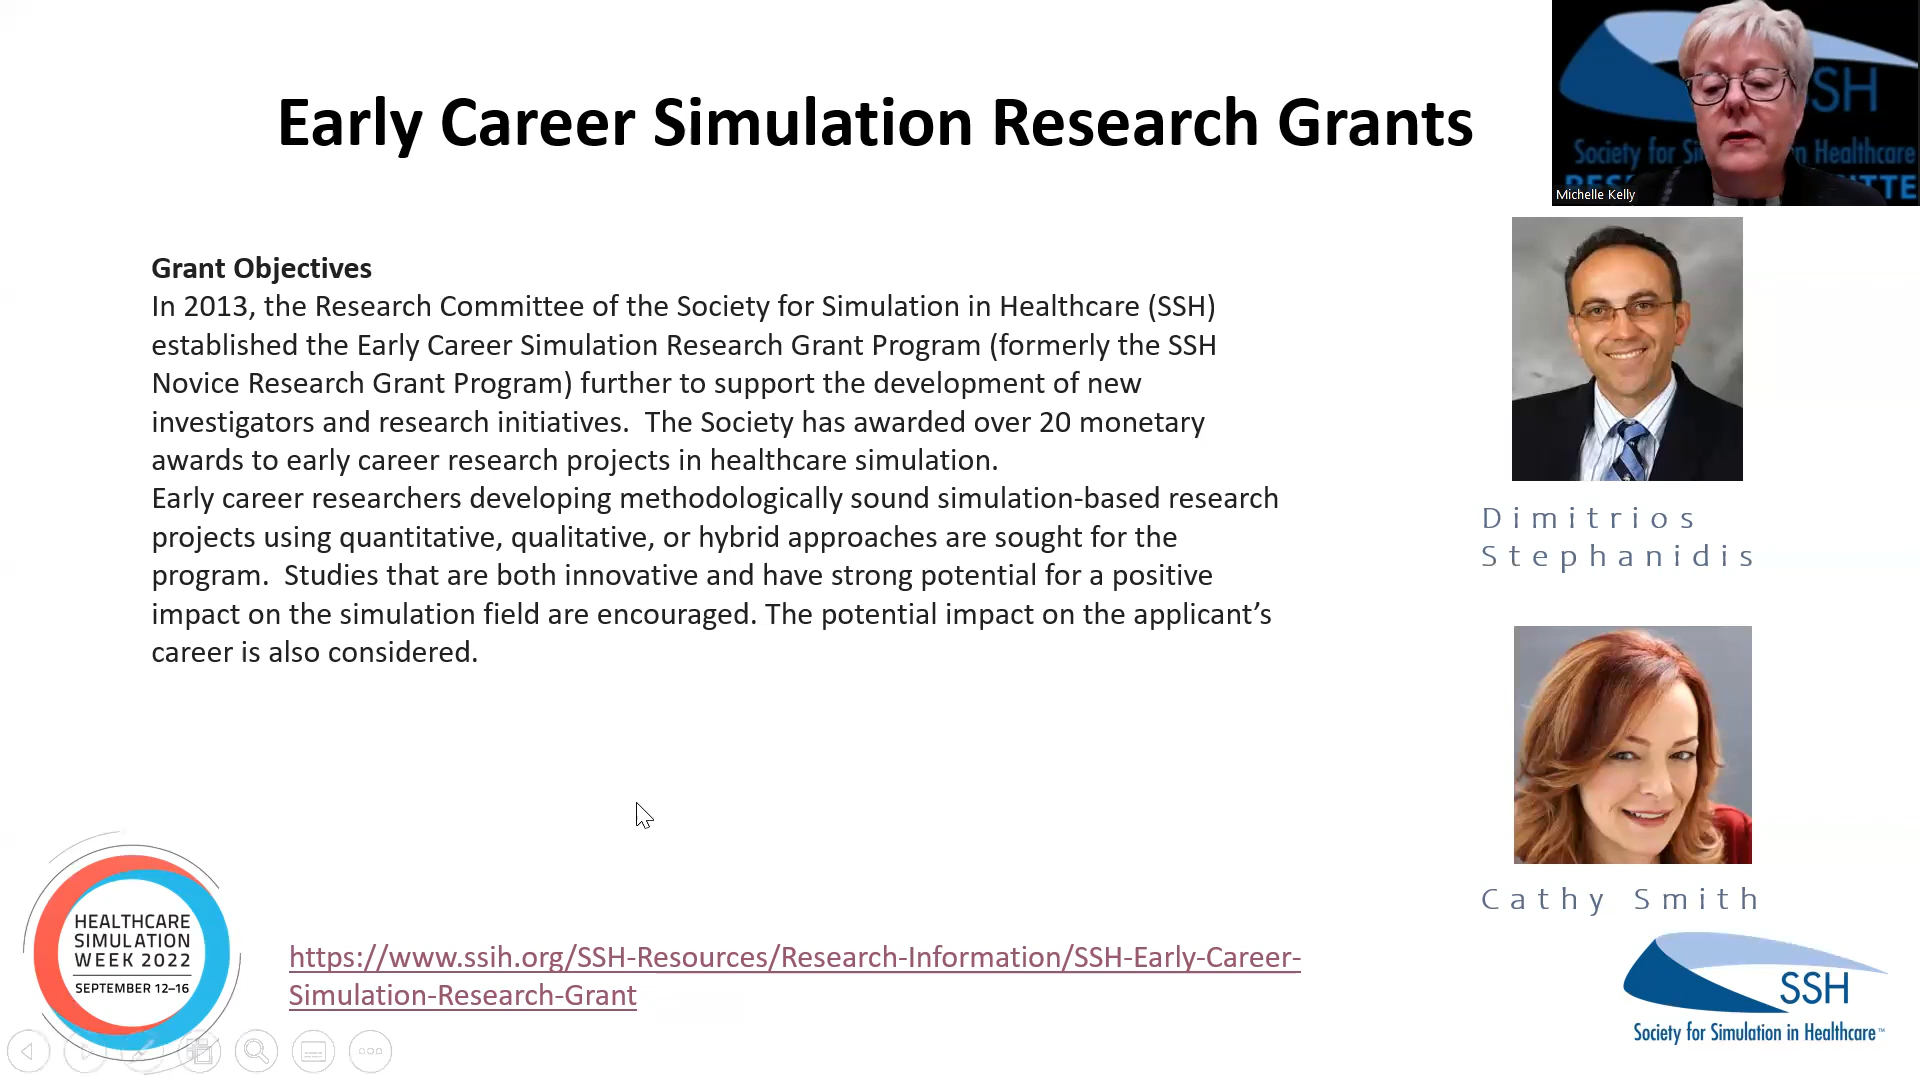 Early Career Simulation Research Grants
SSH
Society for Si n Healthcare
Michelle Kelly
Grant Objectives
In 2013, the Research Committee of the Society for Simulation in Healthcare (SSH)
established the Early Career Simulation Research Grant Program (formerly the SSH
Novice Research Grant Program) further to support the development of new
investigators and research initiatives.  The Society has awarded over 20 monetary
awards to early career research projects in healthcare simulation.
Early career researchers developing methodologically sound simulation-based research
projects using quantitative, qualitative, or hybrid approaches are sought for the
program.  Studies that are both innovative and have strong potential for a positive
impact on the simulation field are encouraged. The potential impact on the applicant’s
career is also considered.
Dimitrios
Stephanidis
Cathy Smith
HEALTHCARE
SIMULATION
WEEK 2022
SEPTEMBER 12–16
https://www.ssih.org/SSH-Resources/Research-Information/SSH-Early-Career-
Simulation-Research-Grant
SSH
Society for Simulation in Healthcare™